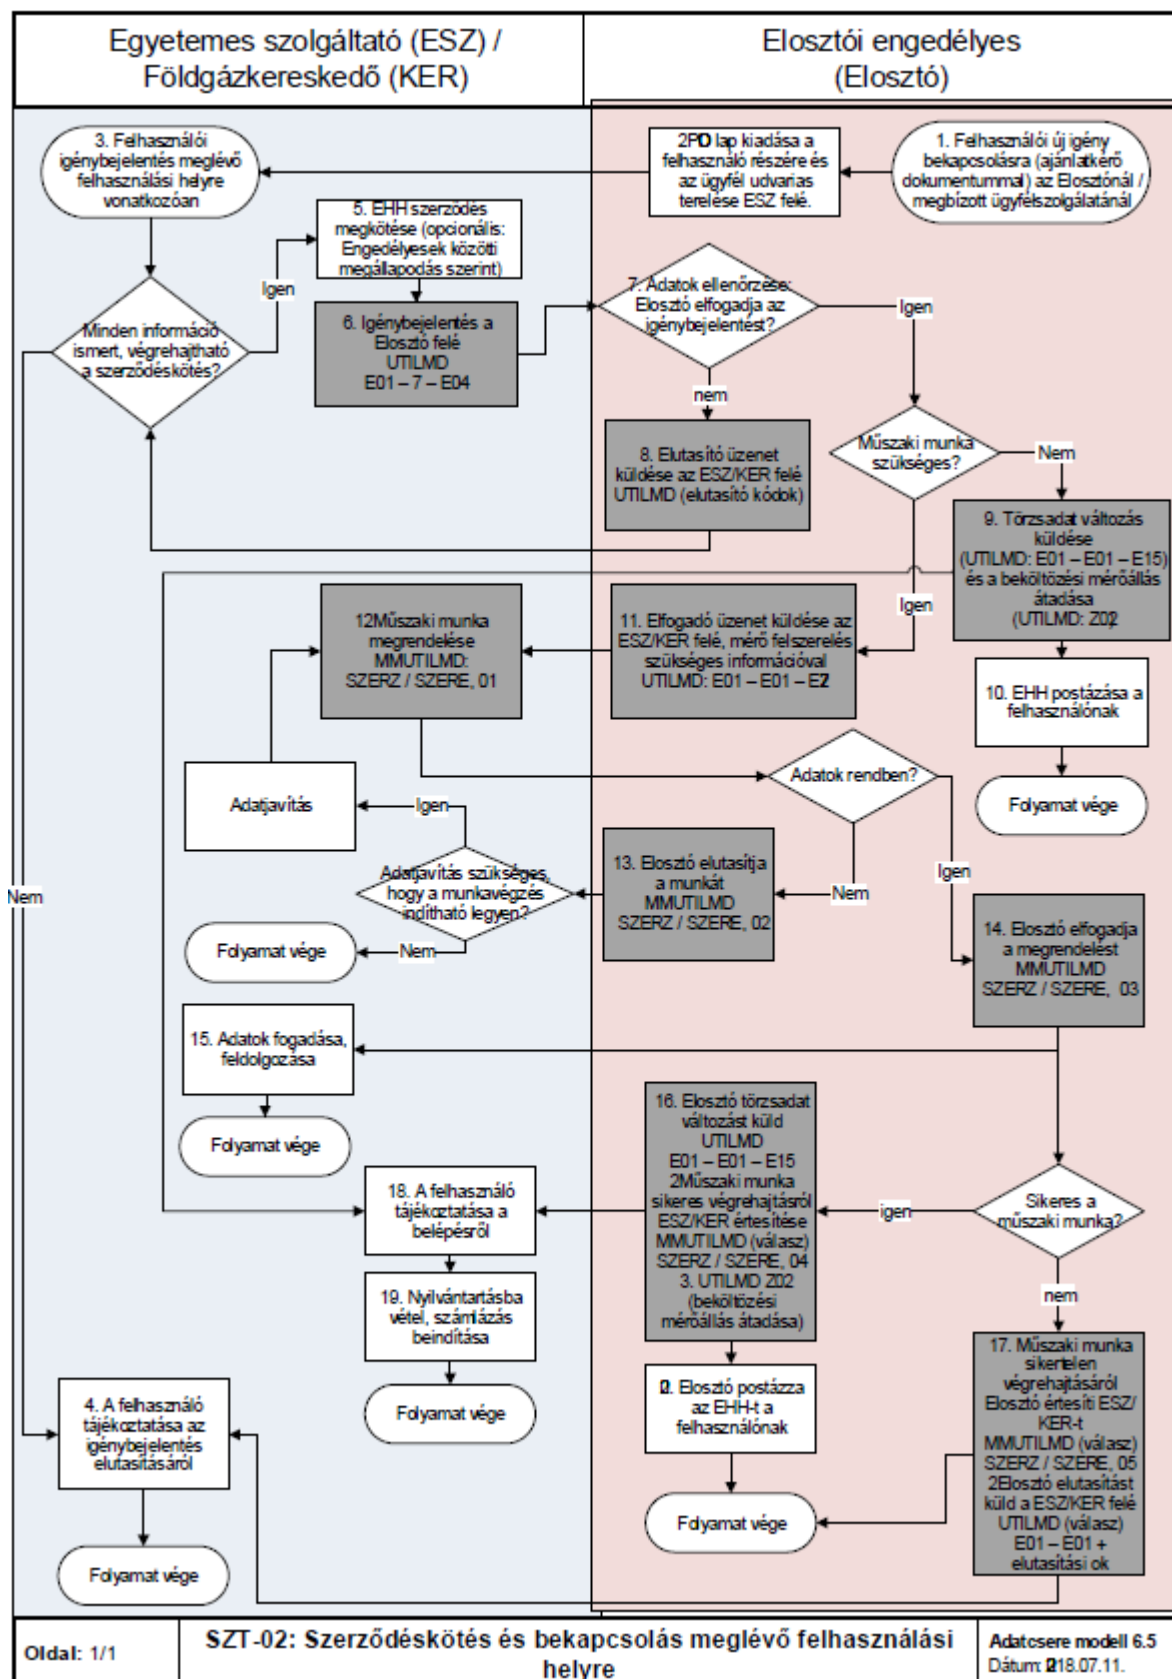 Egyetemes szolgáltató (ESZ) /
Földgázkereskedő (KER)
Elosztói engedélyes
(Elosztó)
3. Felhasználói
igénybejelentés meglévő
felhasználási helyre
vonatkozóan
2PÜO lap kiadása a
felhasználó részére és
az ügyfél udvarias
terelése ESZ felé.
1. Felhasználói új igény
bekapcsolásra (ajánlatkérő
dokumentummal) az Elosztónál /
megbízott ügyfélszolgálatánál
5. EHH szerződés
megkötése (opcionális:
Engedélyesek közötti
megállapodás szerint)
Igen
7. Adatok ellenőrzése:
Elosztó elfogadja az
igénybejelentést?
Igen
Minden információ
ismert, végrehajtható
a szerződéskötés?
6. Igénybejelentés a
Elosztó felé
UTILMD
E01 – 7 – E04
nem
8. Elutasító üzenet
küldése az ESZ/KER felé
UTILMD (elutasító kódok)
Műszaki munka
szükséges?
Nem
9. Törzsadat változás
küldése
(UTILMD: E01 – E01 – E15)
és a beköltözési mérőállás
átadása
(UTILMD: Z02)
Igen
12Műszaki munka
megrendelése
MMUTILMD:
SZERZ / SZERE, 01
11. Elfogadó üzenet küldése az
ESZ/KER felé, mérő felszerelés
szükséges információval
UTILMD: E01 – E01 –
10. EHH postázása a
felhasználónak
Folyamat vége
Adatok rendben?
Adatjavítás
Igen
Adatjavítás szükséges,
hogy a munkavégzés
indítható legyen?
13. Elosztó elutasítja
a munkát
MMUTILMD
SZERZ / SZERE, 02
Nem
Igen
Nem
Nem
Folyamat vége
14. Elosztó elfogadja
a megrendelést
MMUTILMD
SZERZ / SZERE, 03
15. Adatok fogadása,
feldolgozása
Folyamat vége
16. Elosztó törzsadat
változást küld
UTILMD
E01 – E01 – E15
2Műszaki munka
sikeres végrehajtásról
ESZ/KER értesítése
MMUTILMD (válasz)
SZERZ / SZERE, 04
3. UTILMD Z02
(beköltözési
mérőállás átadása)
18. A felhasználó
tájékoztatása a
belépésről
igen
Sikeres a
műszaki munka?
nem
19. Nyilvántartásba
vétel, számlázás
beindítása
Folyamat vége
Elosztó postázza
az EHH-t a
felhasználónak
Folyamat vége
17. Műszaki munka
sikertelen
végrehajtásáról
Elosztó értesíti ESZ/
KER-t
MMUTILMD (válasz)
SZERZ / SZERE, 05
2Elosztó elutasítást
küld a ESZ/KER felé
UTILMD (válasz)
E01 – E01 +
elutasítási ok
4. A felhasználó
tájékoztatása az
igénybejelentés
elutasításáról
Folyamat vége
Oldal: 1/1
SZT-02: Szerződéskötés és bekapcsolás meglévő felhasználási
helyre
Adatcsere modell 6.5
Dátum: 2018.07.11.